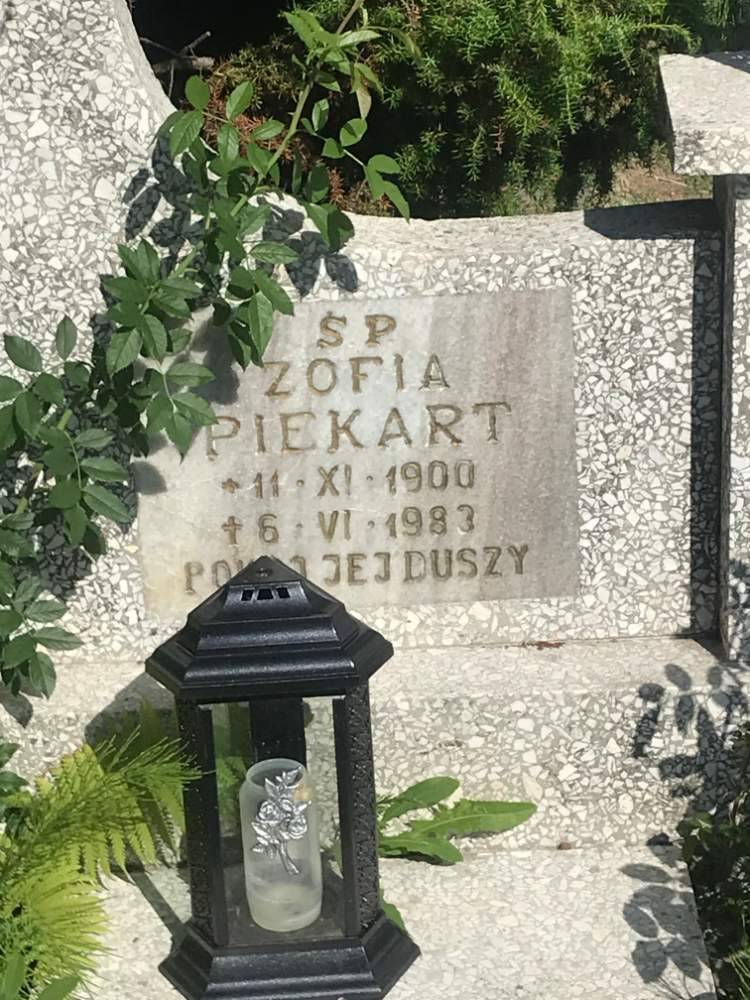 ŚP
ZOFIA
PIEKART
* 11 · XI · 1900
✝ 6 · VI · 1983
JEJ DUSZY